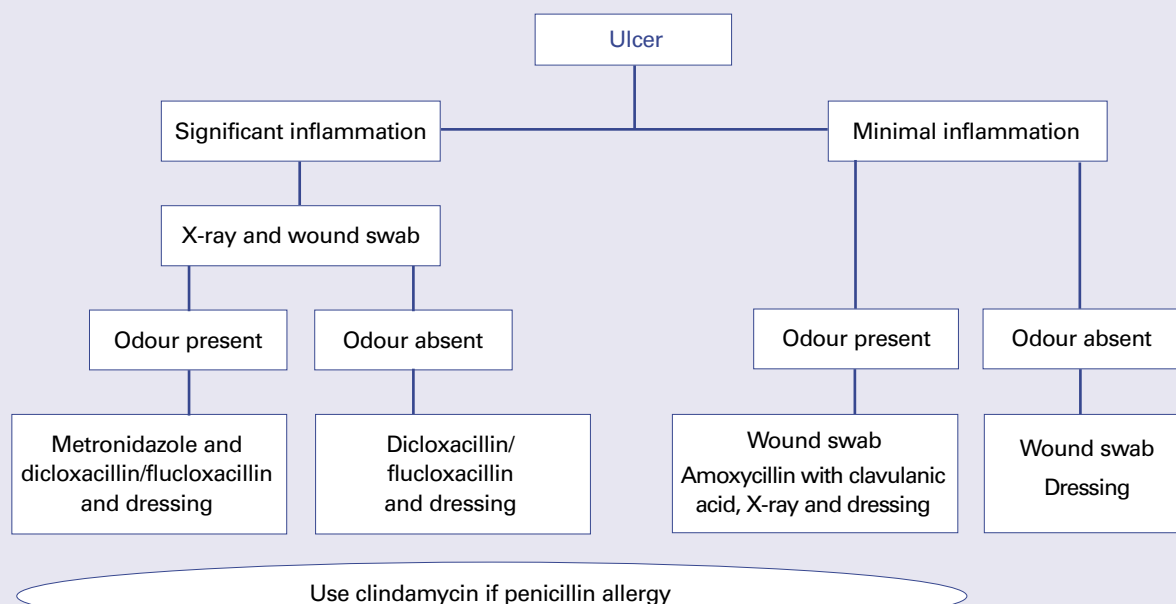 Ulcer
Significant inflammation
Minimal inflammation
X-ray and wound swab
Odour present
Odour absent
Odour present
Odour absent
Metronidazole and
dicloxacillin/flucloxacillin
and dressing
Dicloxacillin/
flucloxacillin
and dressing
Wound swab
Amoxycillin with clavulanic
acid, X-ray and dressing
Wound swab
Dressing
Use clindamycin if penicillin allergy